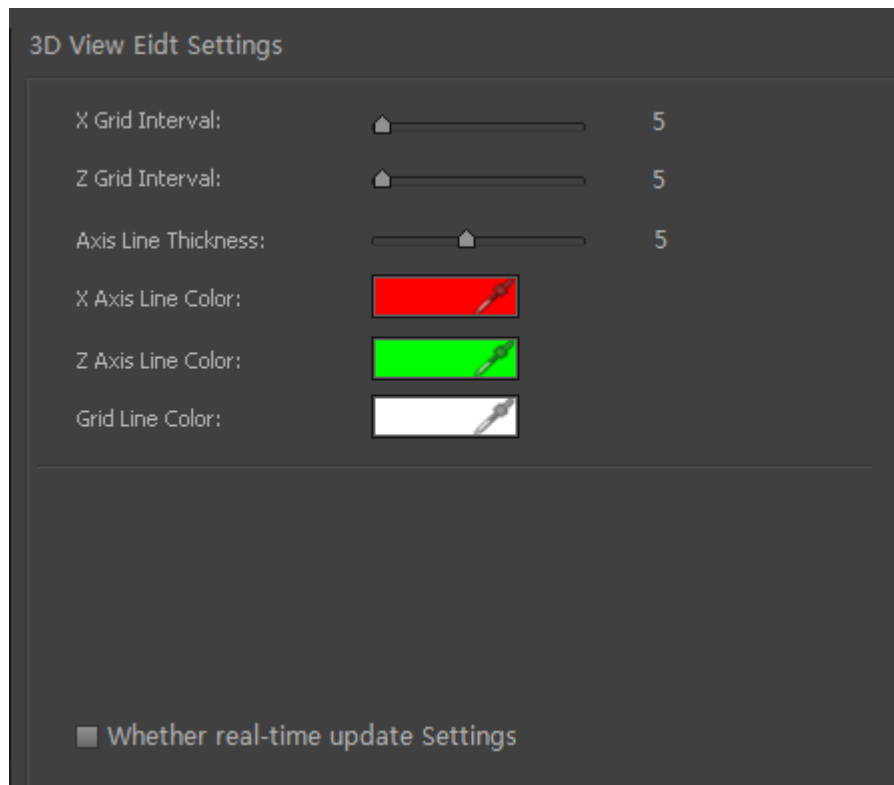 3D View Eidt Settings
X Grid Interval: 5
Z Grid Interval: 5
Axis Line Thickness: 5
X Axis Line Color:
Z Axis Line Color:
Grid Line Color:
Whether real-time update Settings